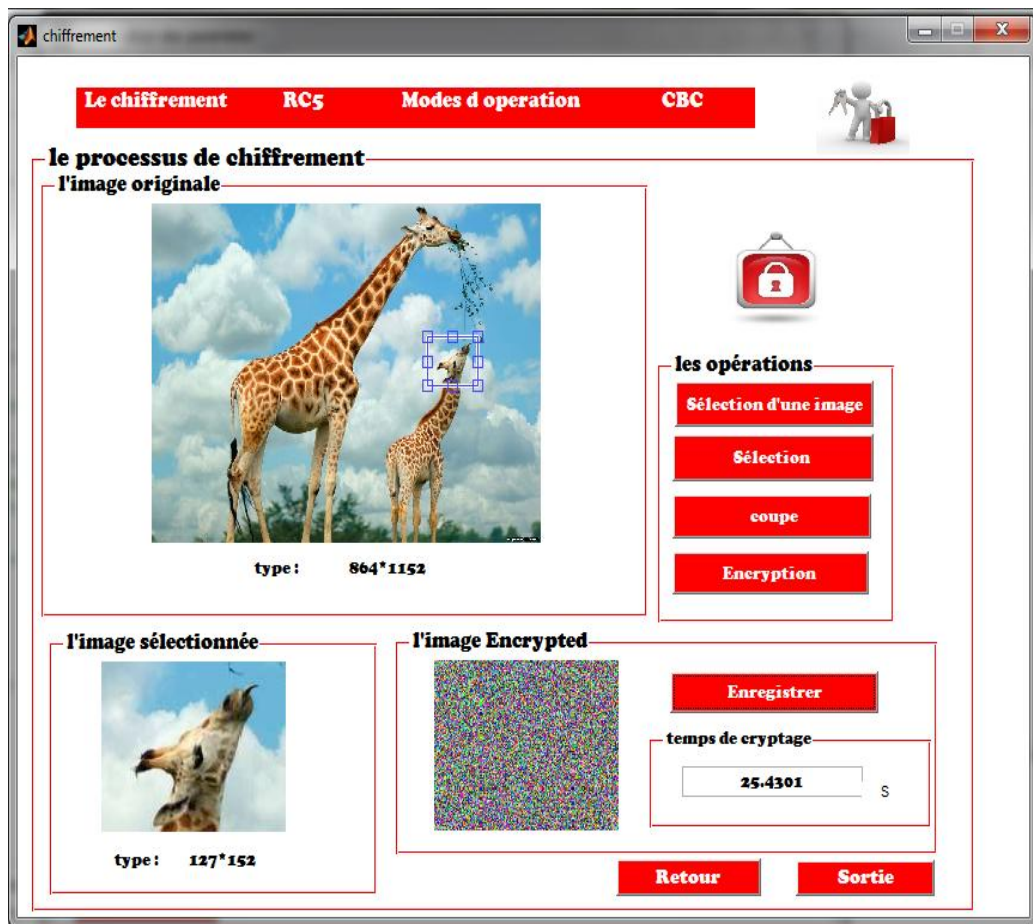 chiffrement
Le chiffrement RC5 Modes d operation CBC
le processus de chiffrement
l'image originale
type : 864*1152
les opérations
Sélection d'une image
Sélection
coupe
Encryption
l'image sélectionnée
type : 127*152
l'image Encrypted
Enregistrer
temps de cryptage
25.4301 S
Retour Sortie